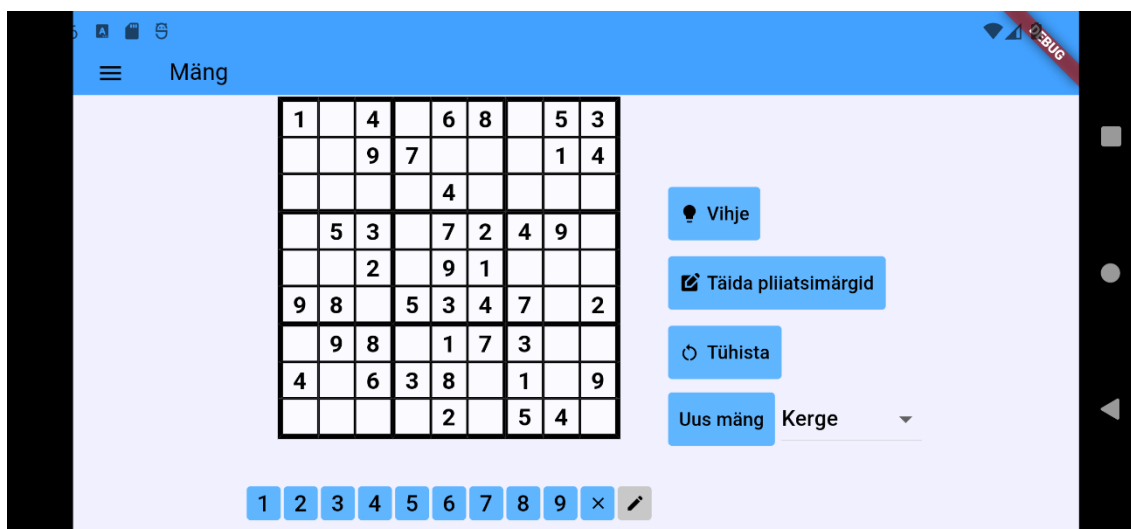 DEBUG
Mäng
1 4 6 8 5 3
9 7 1 4
4
5 3 7 2 4 9
2 9 1
9 8 5 3 4 7 2
9 8 1 7 3
4 6 3 8 1 9
2 5 4
Vihje
Täida pliiatsimärgid
Tühista
Uus mäng Kerge
1 2 3 4 5 6 7 8 9 ×